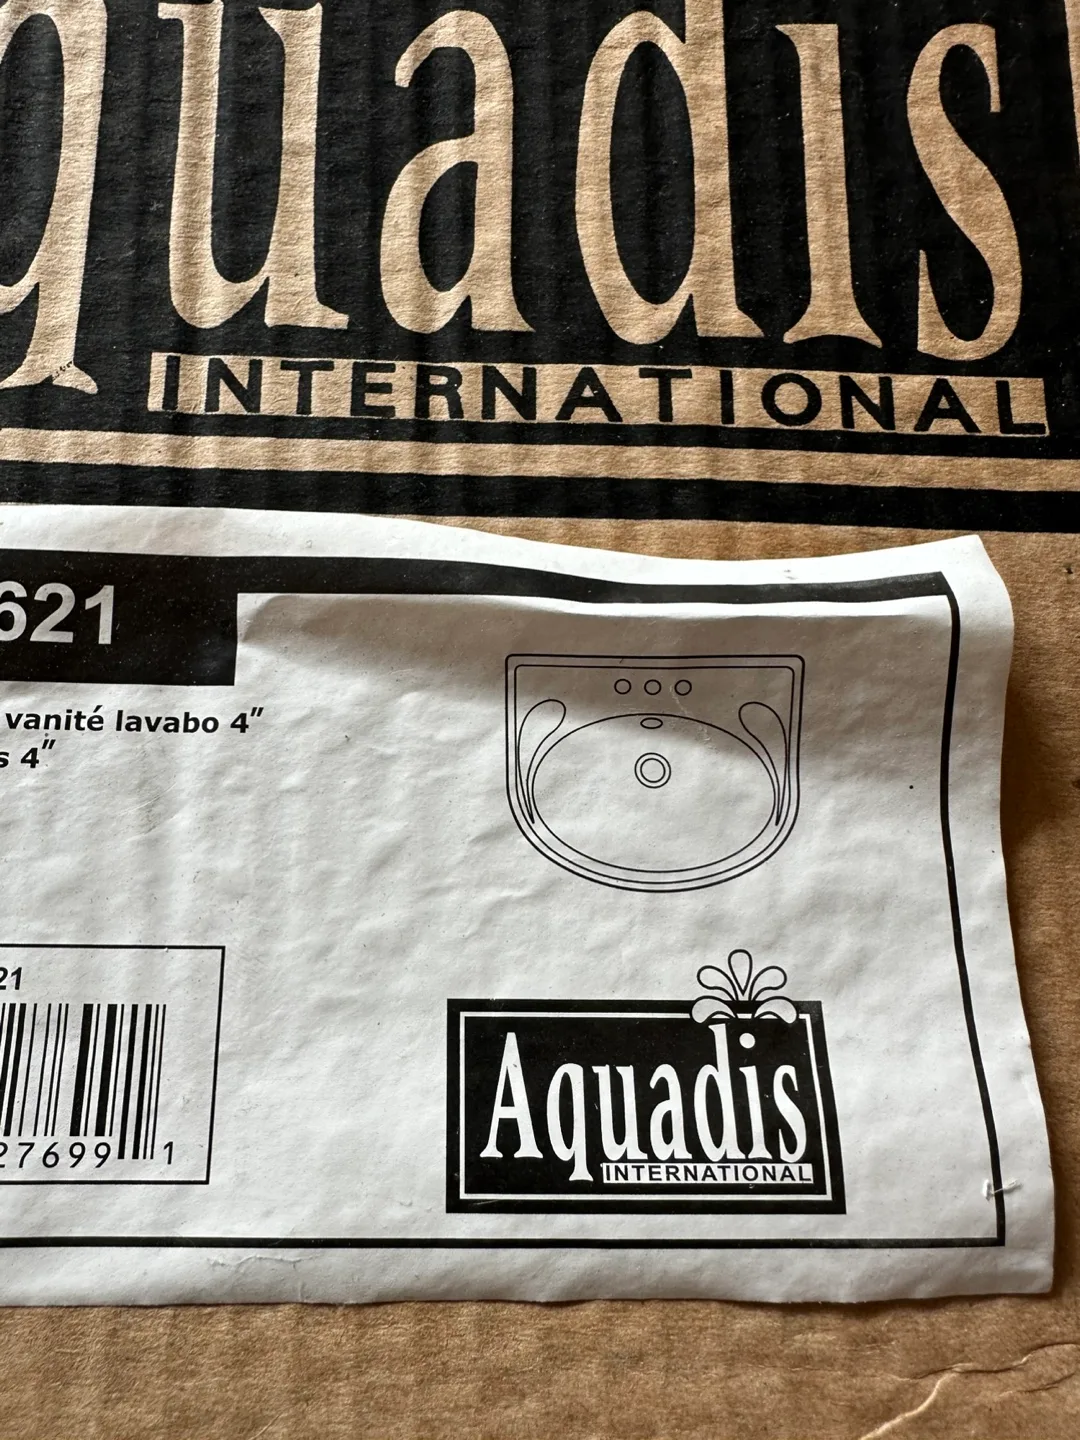 quadis
INTERNATIONAL
621
vanité lavabo 4"
s 4"
21
27699 1
Aquadis
INTERNATIONAL